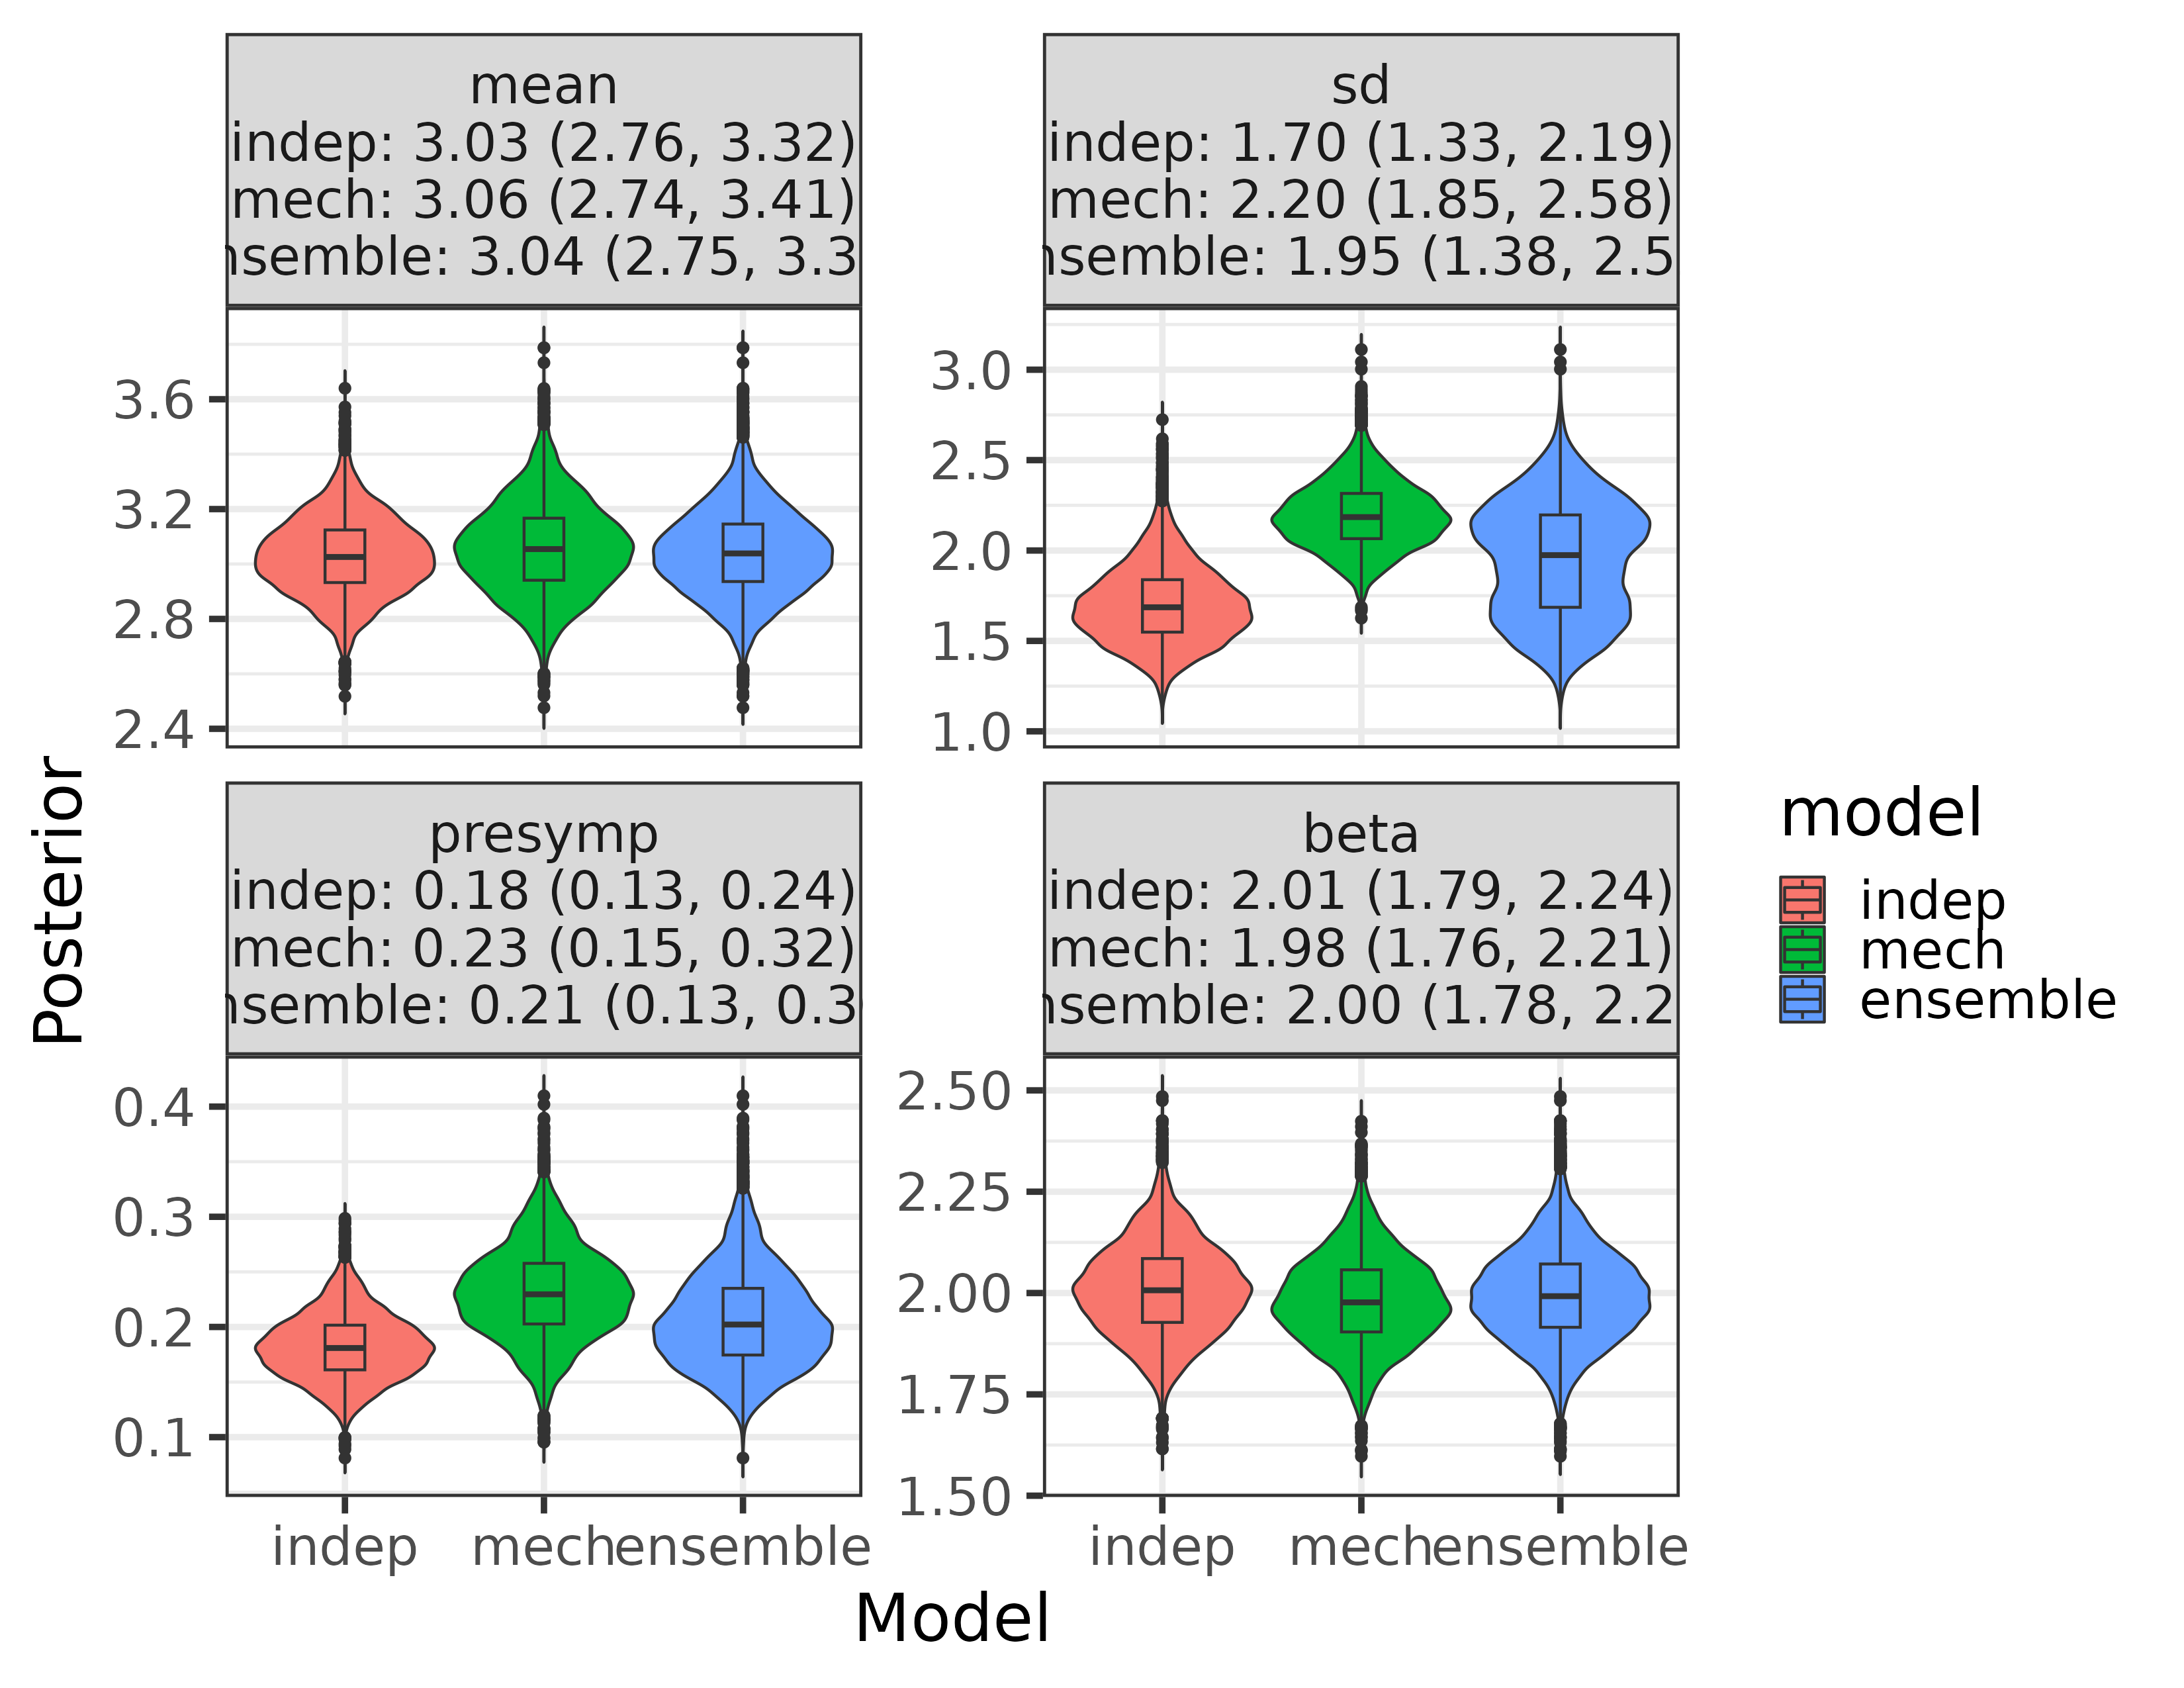 mean
indep: 3.03 (2.76, 3.32)
mech: 3.06 (2.74, 3.41)
nsemble: 3.04 (2.75, 3.3
sd
indep: 1.70 (1.33, 2.19)
mech: 2.20 (1.85, 2.58)
nsemble: 1.95 (1.38, 2.5
3.6
3.2
2.8
2.4
3.0
2.5
2.0
1.5
1.0
Posterior
presymp
indep: 0.18 (0.13, 0.24)
mech: 0.23 (0.15, 0.32)
nsemble: 0.21 (0.13, 0.3
beta
indep: 2.01 (1.79, 2.24)
mech: 1.98 (1.76, 2.21)
nsemble: 2.00 (1.78, 2.2
0.4
0.3
0.2
0.1
2.50
2.25
2.00
1.75
1.50
indep mech ensemble
indep mech ensemble
Model
model
indep
mech
ensemble